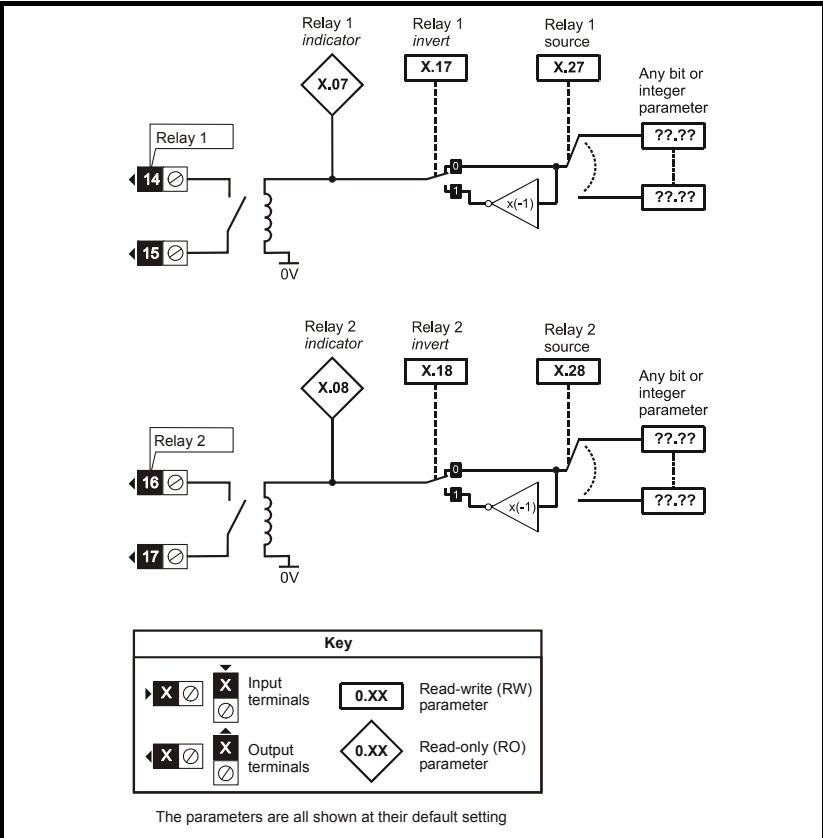 Relay 1
indicator
Relay 1
invert
Relay 1
source
X.07
X.17
X.27
Any bit or
integer
parameter
??.??
??.??
Relay 1
14
15
0
1
x(-1)
0V
Relay 2
indicator
Relay 2
invert
Relay 2
source
X.08
X.18
X.28
Any bit or
integer
parameter
??.??
??.??
Relay 2
16
17
0
1
x(-1)
0V
Key
X
X
Input
terminals
0.XX
Read-write (RW)
parameter
X
X
Output
terminals
0.XX
Read-only (RO)
parameter
The parameters are all shown at their default setting